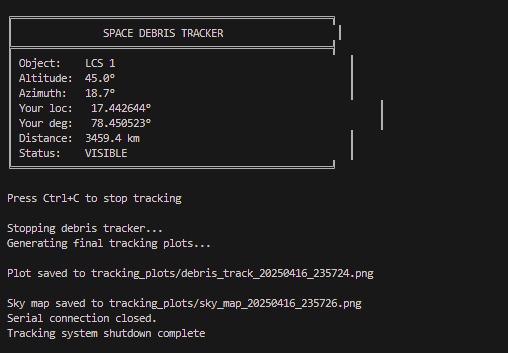 SPACE DEBRIS TRACKER
Object: LCS 1
Altitude: 45.0°
Azimuth: 18.7°
Your loc: 17.442644°
Your deg: 78.450523°
Distance: 3459.4 km
Status: VISIBLE
Press Ctrl+C to stop tracking
Stopping debris tracker...
Generating final tracking plots...
Plot saved to tracking_plots/debris_track_20250416_235724.png
Sky map saved to tracking_plots/sky_map_20250416_235726.png
Serial connection closed.
Tracking system shutdown complete